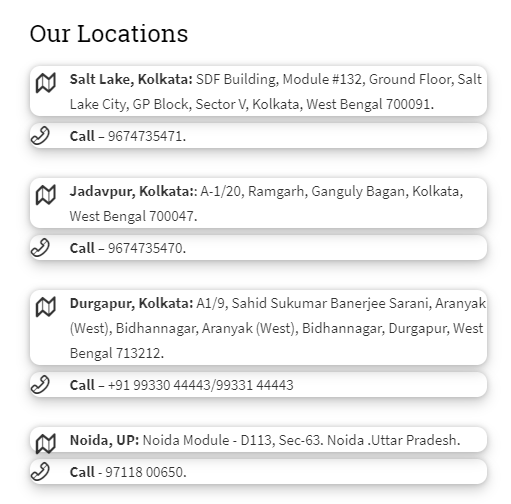 Our Locations
Salt Lake, Kolkata: SDF Building, Module #132, Ground Floor, Salt
Lake City, GP Block, Sector V, Kolkata, West Bengal 700091.
Call – 9674735471.
Jadavpur, Kolkata:: A-1/20, Ramgarh, Ganguly Bagan, Kolkata,
West Bengal 700047.
Call – 9674735470.
Durgapur, Kolkata: A1/9, Sahid Sukumar Banerjee Sarani, Aranyak
(West), Bidhannagar, Aranyak (West), Bidhannagar, Durgapur, West
Bengal 713212.
Call – +91 99330 44443/99331 44443
Noida, UP: Noida Module - D113, Sec-63. Noida .Uttar Pradesh.
Call - 97118 00650.